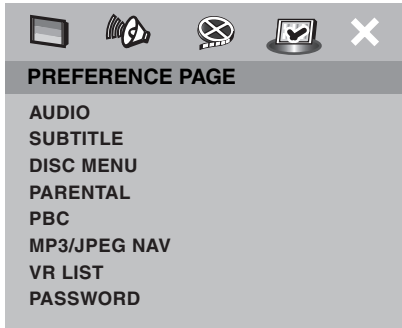 PREFERENCE PAGE
AUDIO
SUBTITLE
DISC MENU
PARENTAL
PBC
MP3/JPEG NAV
VR LIST
PASSWORD